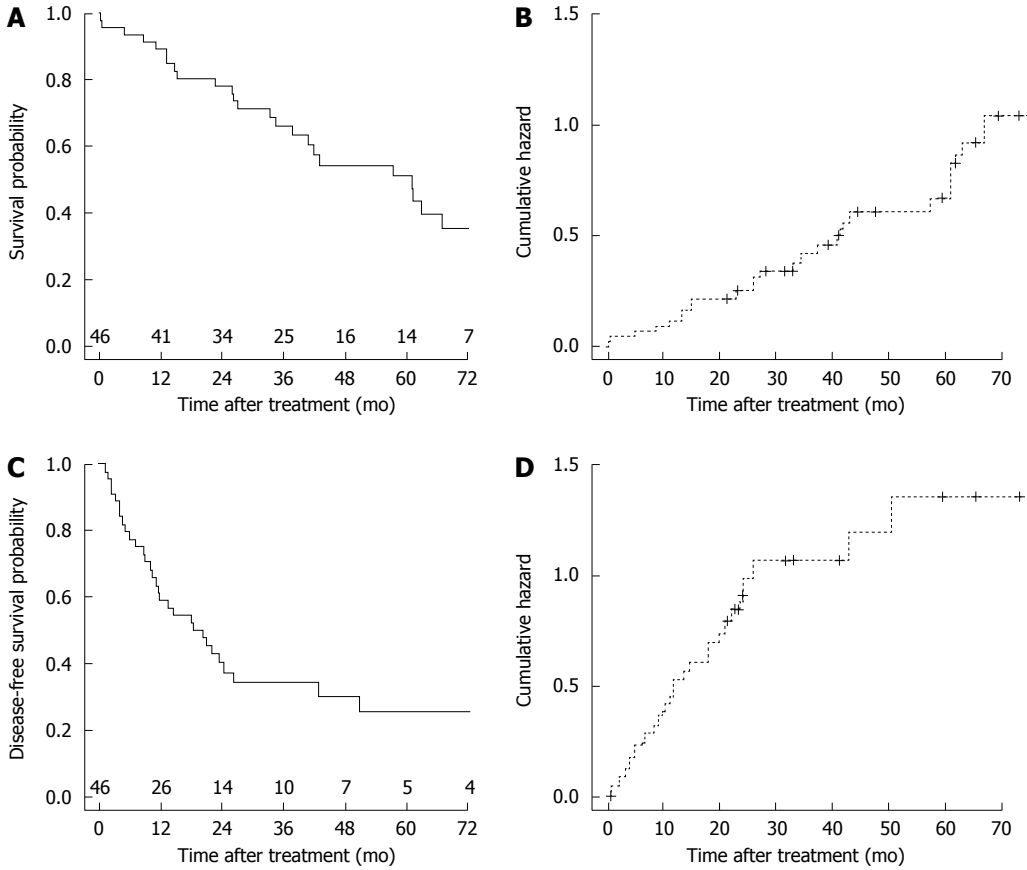 A
Survival probability
1.0
0.8
0.6
0.4
0.2
0.0
46 41 34 25 16 14 7
0 12 24 36 48 60 72
Time after treatment (mo)
B
Cumulative hazard
1.5
1.0
0.5
0.0
0 10 20 30 40 50 60 70
Time after treatment (mo)
C
Disease-free survival probability
1.0
0.8
0.6
0.4
0.2
0.0
46 26 14 10 7 5 4
0 12 24 36 48 60 72
Time after treatment (mo)
D
Cumulative hazard
1.5
1.0
0.5
0.0
0 10 20 30 40 50 60 70
Time after treatment (mo)